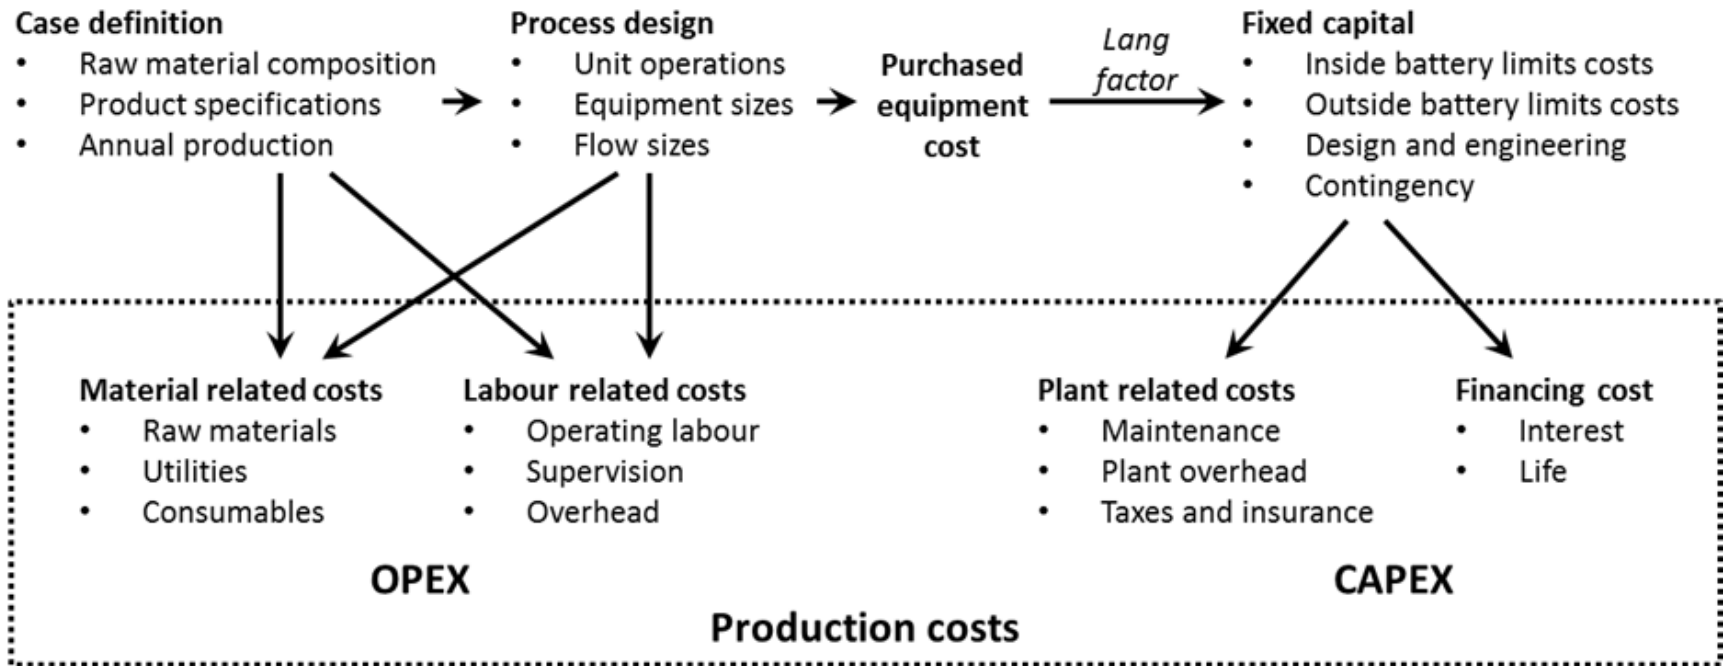 Case definition
• Raw material composition
• Product specifications
• Annual production
Process design
• Unit operations
• Equipment sizes
• Flow sizes
Purchased
equipment
cost
Lang
factor
Fixed capital
• Inside battery limits costs
• Outside battery limits costs
• Design and engineering
• Contingency
Material related costs
• Raw materials
• Utilities
• Consumables
Labour related costs
• Operating labour
• Supervision
• Overhead
Plant related costs
• Maintenance
• Plant overhead
• Taxes and insurance
Financing cost
• Interest
• Life
OPEX
CAPEX
Production costs